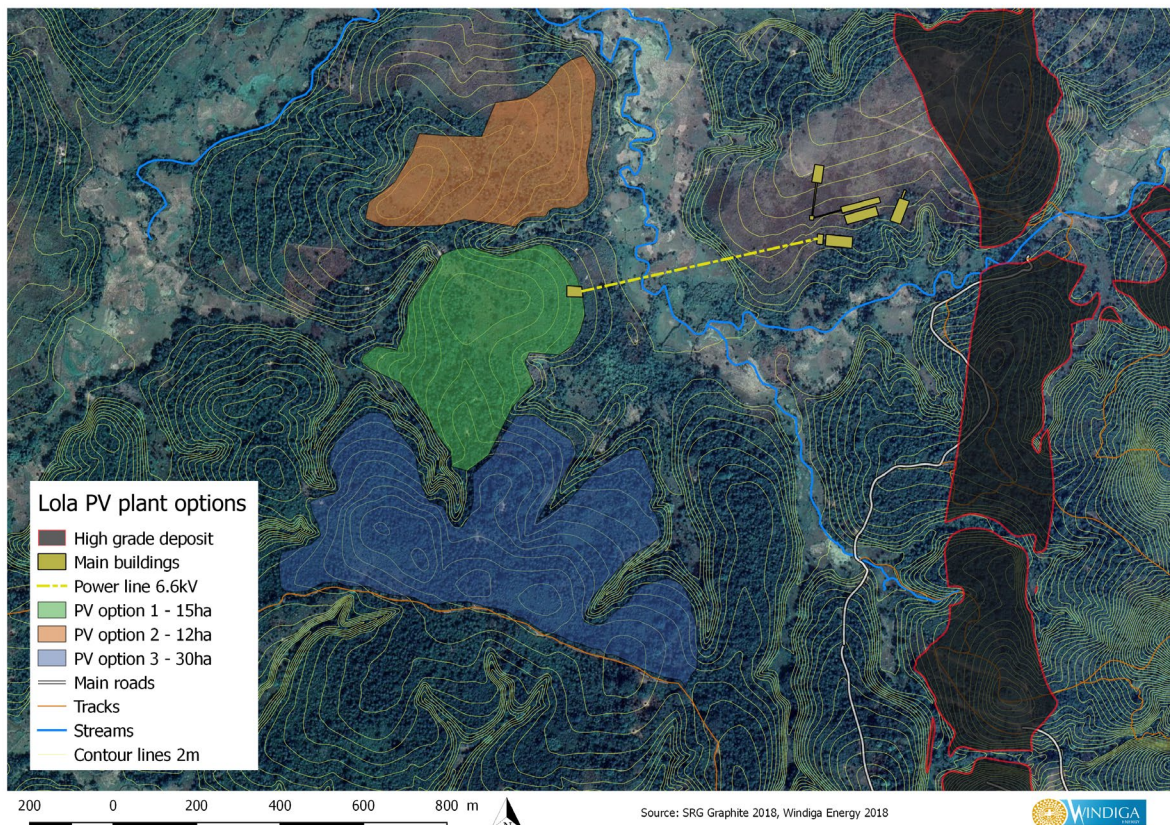 Lola PV plant options
High grade deposit
Main buildings
Power line 6.6kV
PV option 1 - 15ha
PV option 2 - 12ha
PV option 3 - 30ha
Main roads
Tracks
Streams
Contour lines 2m
200 0 200 400 600 800 m
N
Source: SRG Graphite 2018, Windiga Energy 2018
WINDIGA
ENERGY